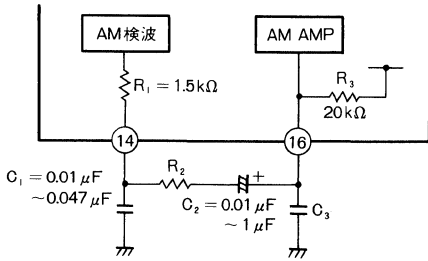 AM検波
AM AMP
R₁ = 1.5kΩ
R₃
20kΩ
14
16
C₁ = 0.01 μF
~0.047 μF
R₂
+
C₂ = 0.01 μF
~ 1 μF
C₃